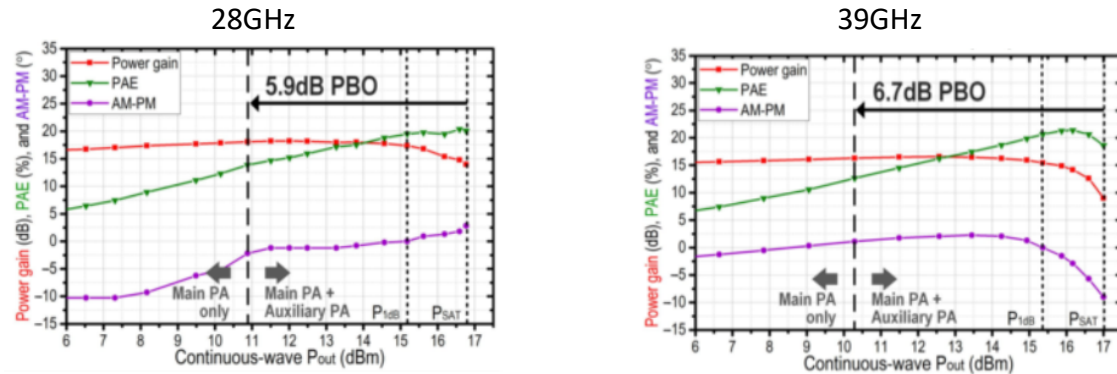 28GHz
Power gain (dB), PAE (%), and AM-PM (°)
35
30
25
20
15
10
5
0
−5
−10
−15
Power gain
PAE
AM-PM
5.9dB PBO
Main PA only
Main PA + Auxiliary PA
P1dB
PSAT
6 7 8 9 10 11 12 13 14 15 16 17
Continuous-wave Pout (dBm)
39GHz
Power gain (dB), PAE (%), and AM-PM (°)
35
30
25
20
15
10
5
0
−5
−10
−15
Power gain
PAE
AM-PM
6.7dB PBO
Main PA only
Main PA + Auxiliary PA
P1dB
PSAT
6 7 8 9 10 11 12 13 14 15 16 17
Continuous-wave Pout (dBm)